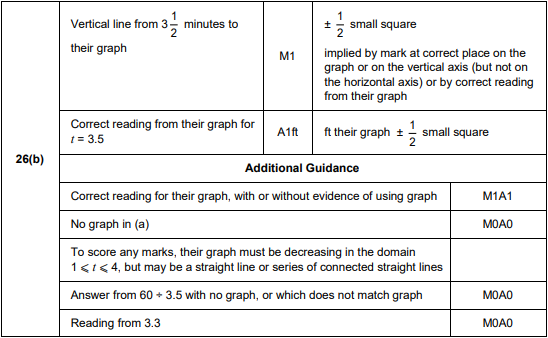 Vertical line from 3 1/2 minutes to
their graph
M1
± 1/2 small square
implied by mark at correct place on the
graph or on the vertical axis (but not on
the horizontal axis) or by correct reading
from their graph
Correct reading from their graph for
t = 3.5
A1ft
ft their graph ± 1/2 small square
26(b)
Additional Guidance
Correct reading for their graph, with or without evidence of using graph
M1A1
No graph in (a)
M0A0
To score any marks, their graph must be decreasing in the domain
1 ⩽ t ⩽ 4, but may be a straight line or series of connected straight lines
Answer from 60 ÷ 3.5 with no graph, or which does not match graph
M0A0
Reading from 3.3
M0A0